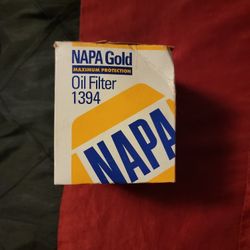 NAPA Gold
MAXIMUM PROTECTION
Oil Filter
1394
NAPA